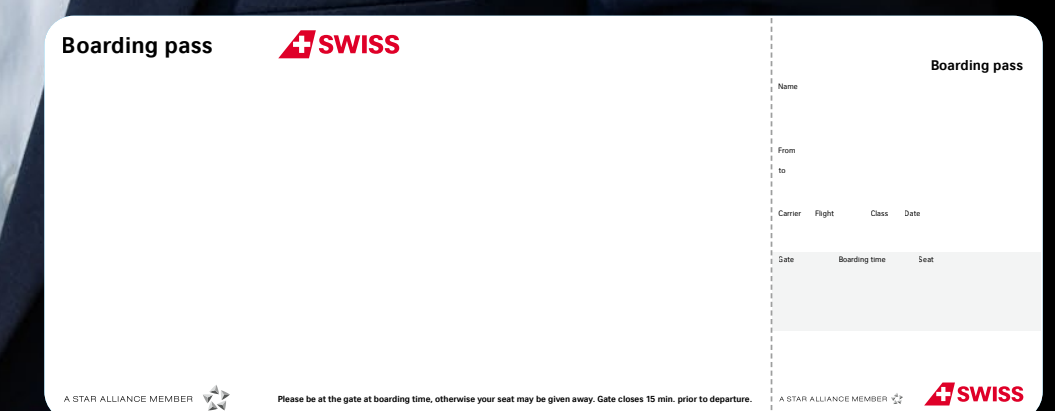 Boarding pass
SWISS
Boarding pass
Name
From
to
Carrier Flight Class Date
Gate Boarding time Seat
A STAR ALLIANCE MEMBER
Please be at the gate at boarding time, otherwise your seat may be given away. Gate closes 15 min. prior to departure.
A STAR ALLIANCE MEMBER
SWISS